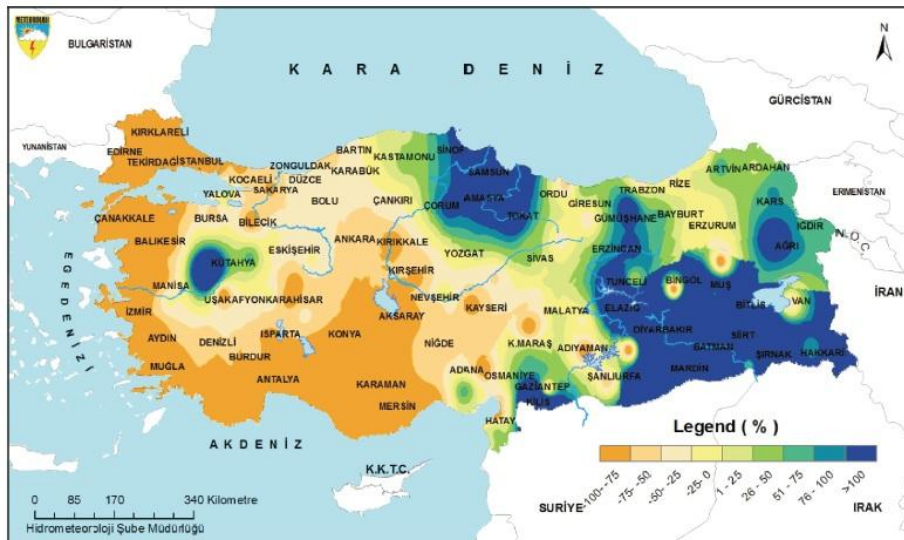 METEOROLOJİ
BULGARİSTAN
KARA DENİZ
GÜRCİSTAN
YUNANİSTAN
ERMENİSTAN
İRAN
KIRKLARELİ
EDİRNE
TEKİRDAĞ İSTANBUL
KOCAELİ
YALOVA
SAKARYA
ZONGULDAK
DÜZCE
BARTIN
KARABÜK
KASTAMONU
SİNOP
SAMSUN
AMASYA
TOKAT
ÇORUM
ORDU
GİRESUN
TRABZON
RİZE
ARTVİN
ARDAHAN
KARS
IĞDIR
AĞRI
GÜMÜŞHANE
BAYBURT
ERZURUM
ERZİNCAN
ÇANAKKALE
BURSA
BİLECİK
BOLU
ÇANKIRI
BALIKESİR
KÜTAHYA
ESKİŞEHİR
ANKARA
KIRIKKALE
YOZGAT
SİVAS
TUNCELİ
BİNGÖL
MUŞ
BİTLİS
VAN
MANİSA
UŞAK
AFYONKARAHİSAR
KIRŞEHİR
NEVŞEHİR
KAYSERİ
AKSARAY
MALATYA
ELAZIĞ
DİYARBAKIR
SİİRT
BATMAN
ŞIRNAK
HAKKARİ
İZMİR
AYDIN
DENİZLİ
ISPARTA
BURDUR
KONYA
NİĞDE
K.MARAŞ
ADIYAMAN
ŞANLIURFA
MARDİN
MUĞLA
ANTALYA
KARAMAN
MERSİN
ADANA
OSMANİYE
GAZİANTEP
KİLİS
HATAY
EGE DENİZİ
AKDENİZ
K.K.T.C.
SURİYE
IRAK
N
Legend ( % )
-100 - -75
-75 - -50
-50 - -25
-25 - 0
1 - 25
26 - 50
51 - 75
76 - 100
>100
0 85 170 340 Kilometre
Hidrometeoroloji Şube Müdürlüğü